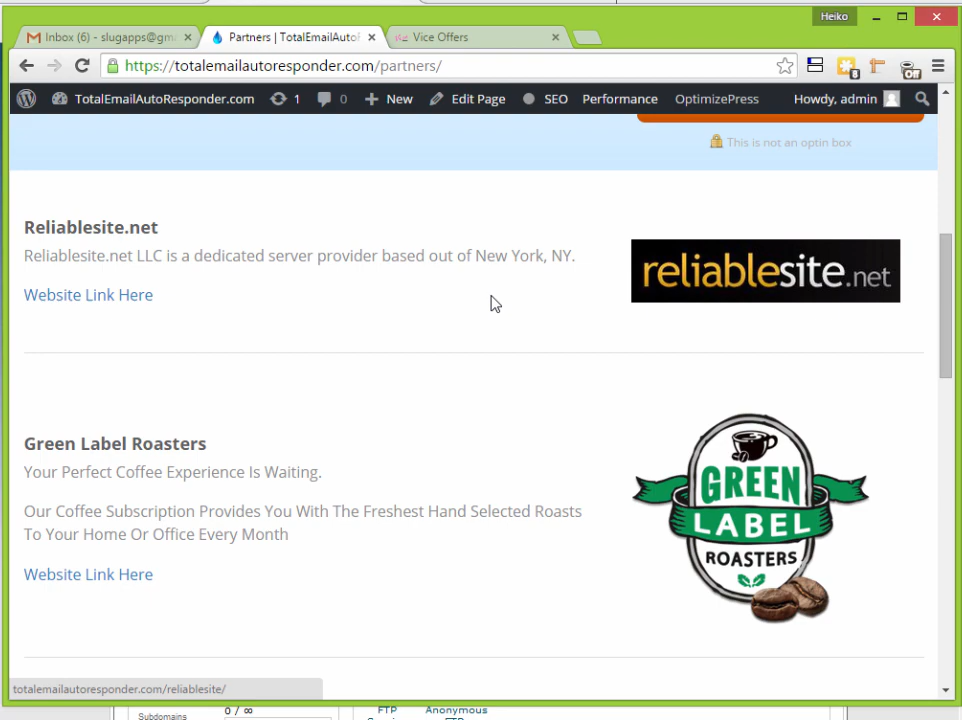 Heiko
Inbox (6) - slugapps@gm
Partners | TotalEmailAutof
Vice Offers
https://totalemailautoresponder.com/partners/
8
Off
TotalEmailAutoResponder.com
1
0
New
Edit Page
SEO
Performance
OptimizePress
Howdy, admin
This is not an optin box
Reliablesite.net
Reliablesite.net LLC is a dedicated server provider based out of New York, NY.
Website Link Here
reliablesite.net
Green Label Roasters
Your Perfect Coffee Experience Is Waiting.
Our Coffee Subscription Provides You With The Freshest Hand Selected Roasts
To Your Home Or Office Every Month
Website Link Here
GREEN
LABEL
ROASTERS
totalemailautoresponder.com/reliablesite/
Subdomains
0 / ∞
FTP
Anonymous